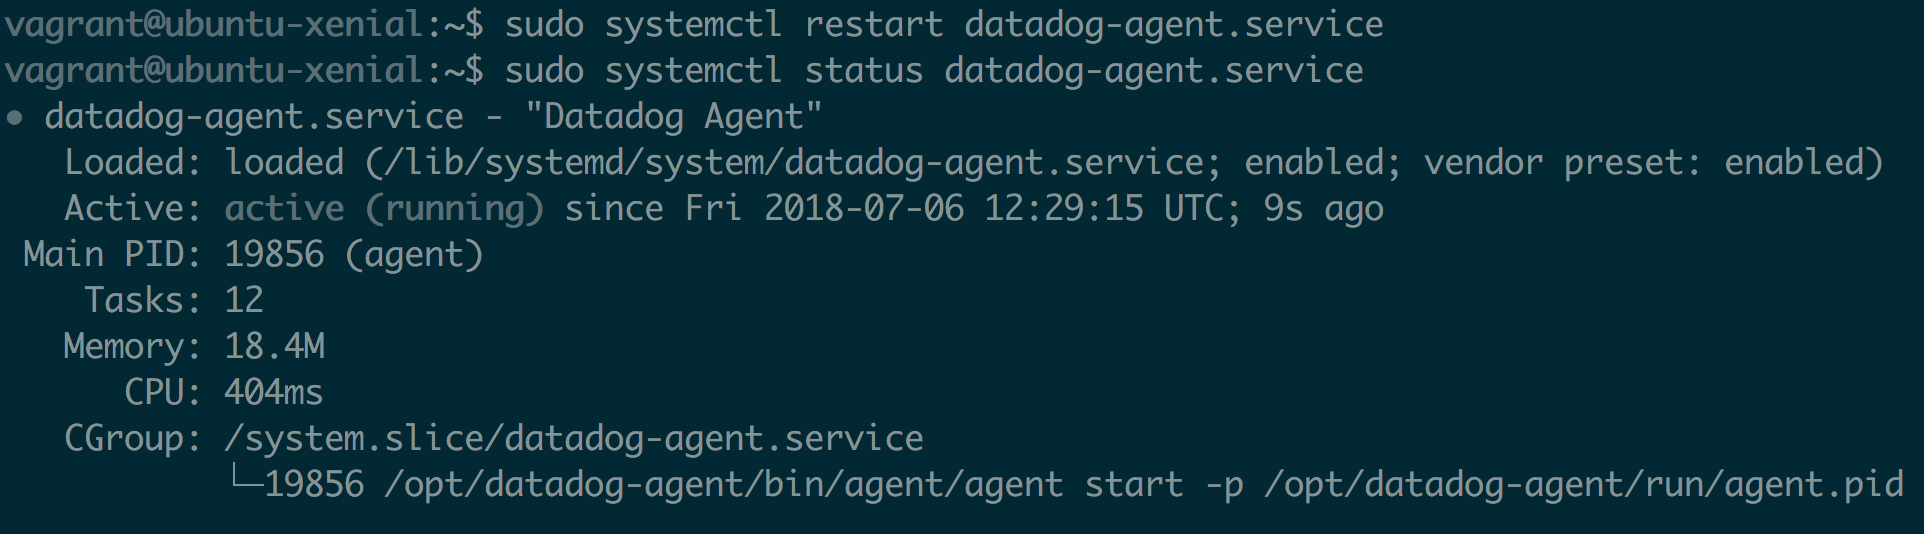 vagrant@ubuntu-xenial:~$ sudo systemctl restart datadog-agent.service
vagrant@ubuntu-xenial:~$ sudo systemctl status datadog-agent.service
● datadog-agent.service - "Datadog Agent"
   Loaded: loaded (/lib/systemd/system/datadog-agent.service; enabled; vendor preset: enabled)
   Active: active (running) since Fri 2018-07-06 12:29:15 UTC; 9s ago
 Main PID: 19856 (agent)
    Tasks: 12
   Memory: 18.4M
      CPU: 404ms
   CGroup: /system.slice/datadog-agent.service
           └─19856 /opt/datadog-agent/bin/agent/agent start -p /opt/datadog-agent/run/agent.pid